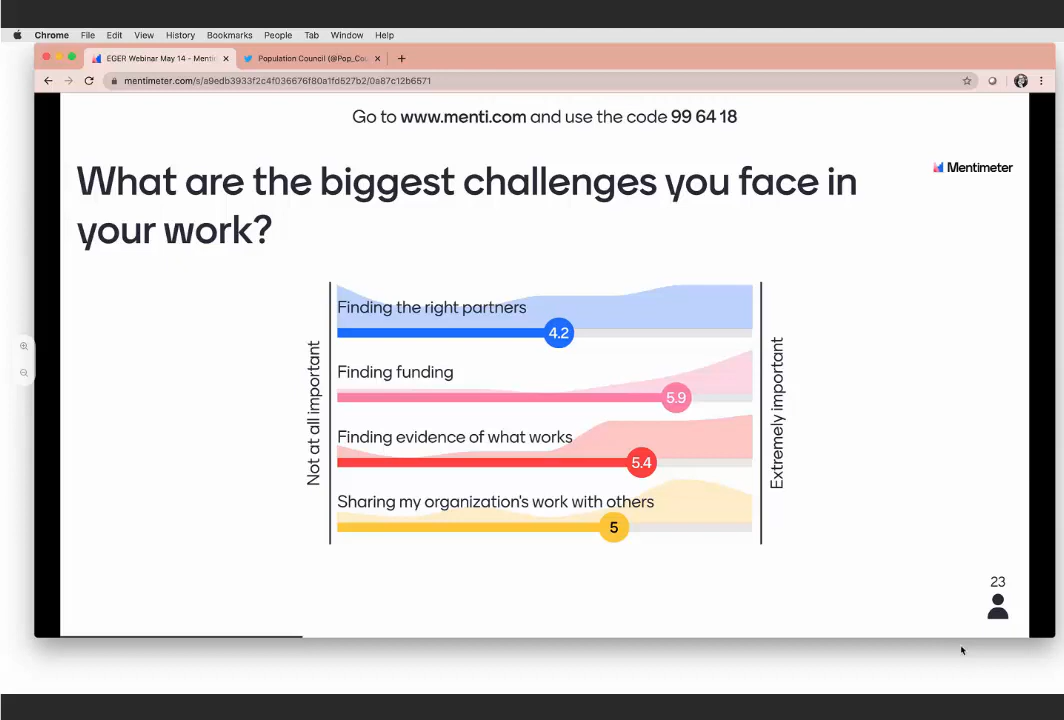 Chrome File Edit View History Bookmarks People Tab Window Help
EGER Webinar May 14 - Menti
Population Council (@Pop_Co
mentimeter.com/s/a9edb3933f2c4f036676f80a1fd527b2/0a87c12b6571
Go to www.menti.com and use the code 99 64 18
Mentimeter
What are the biggest challenges you face in
your work?
Not at all important
Finding the right partners
4.2
Finding funding
5.9
Finding evidence of what works
5.4
Sharing my organization's work with others
5
Extremely important
23